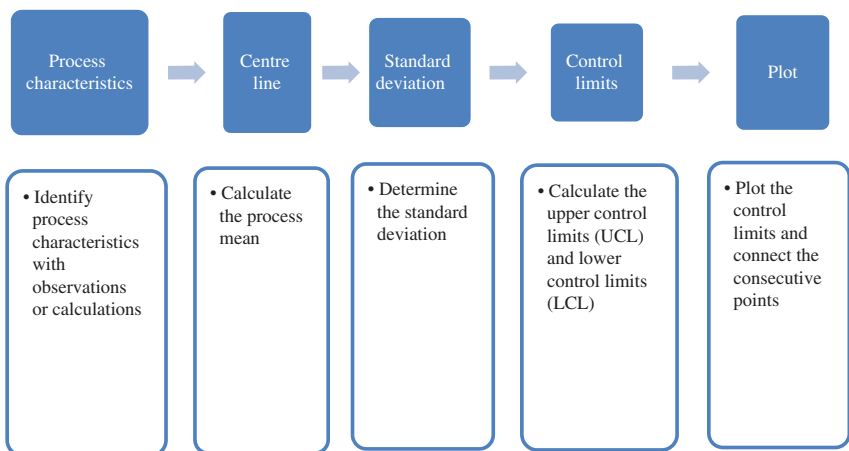 Process
characteristics
Centre
line
Standard
deviation
Control
limits
Plot
• Identify
process
characteristics
with
observations
or calculations
• Calculate
the process
mean
• Determine
the standard
deviation
• Calculate the
upper control
limits (UCL)
and lower
control limits
(LCL)
• Plot the
control
limits and
connect the
consecutive
points